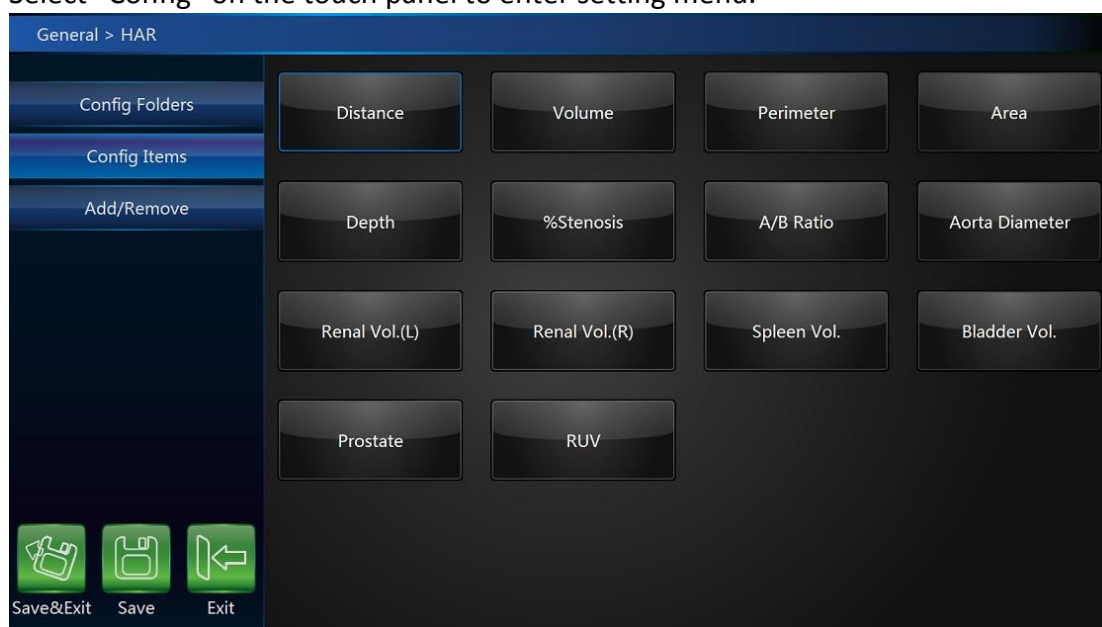 Select "Config" on the touch panel to enter setting menu.
General > HAR
Config Folders
Config Items
Add/Remove
Distance
Volume
Perimeter
Area
Depth
%Stenosis
A/B Ratio
Aorta Diameter
Renal Vol.(L)
Renal Vol.(R)
Spleen Vol.
Bladder Vol.
Prostate
RUV
Save&Exit
Save
Exit